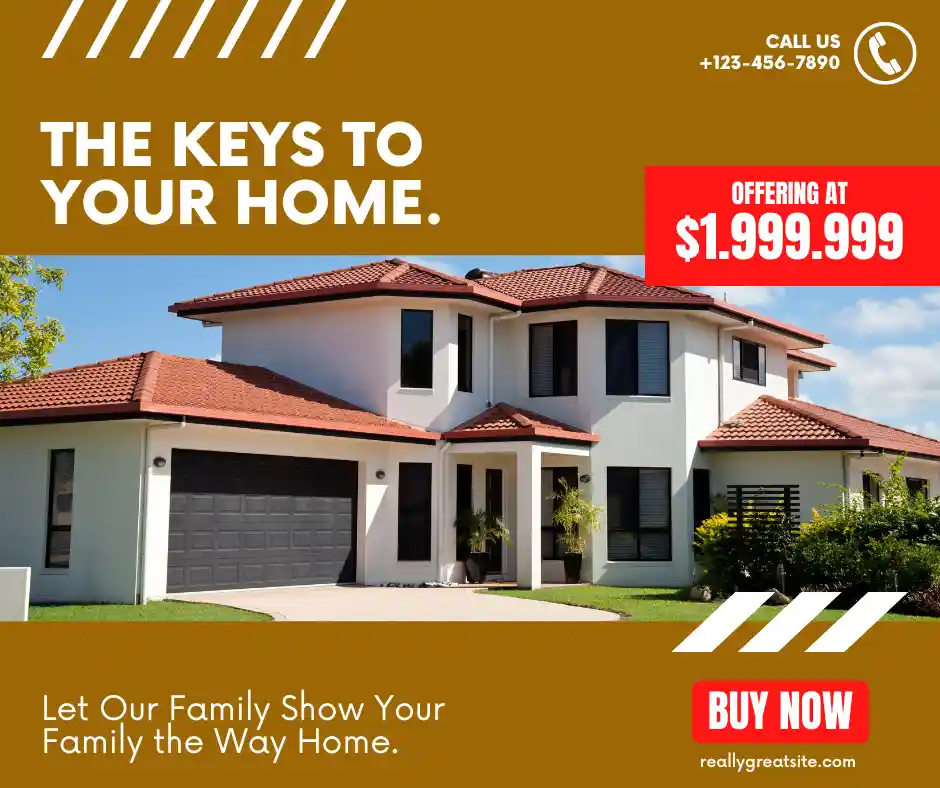 CALL US
+123-456-7890
THE KEYS TO
YOUR HOME.
OFFERING AT
$1.999.999
Let Our Family Show Your
Family the Way Home.
BUY NOW
reallygreatsite.com